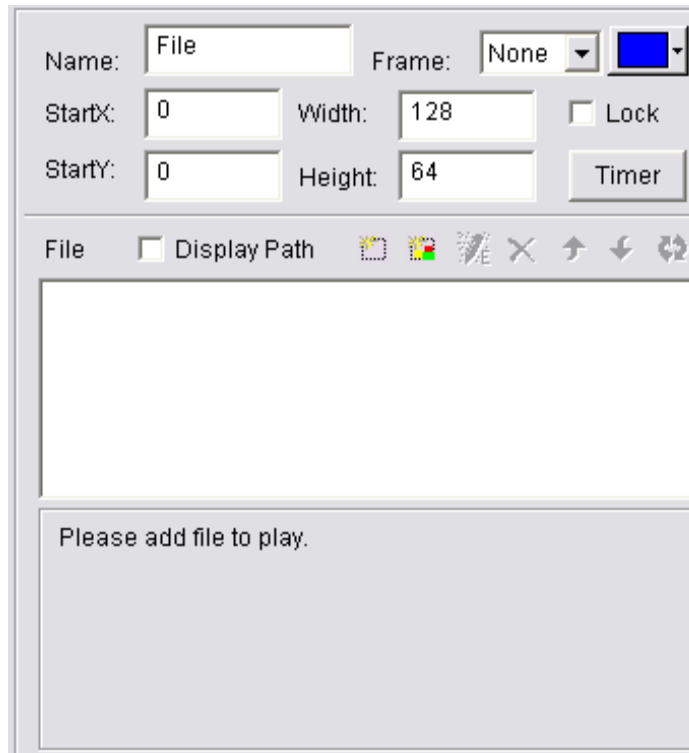 Name: File Frame: None
StartX: 0 Width: 128 Lock
StartY: 0 Height: 64 Timer
File Display Path
Please add file to play.